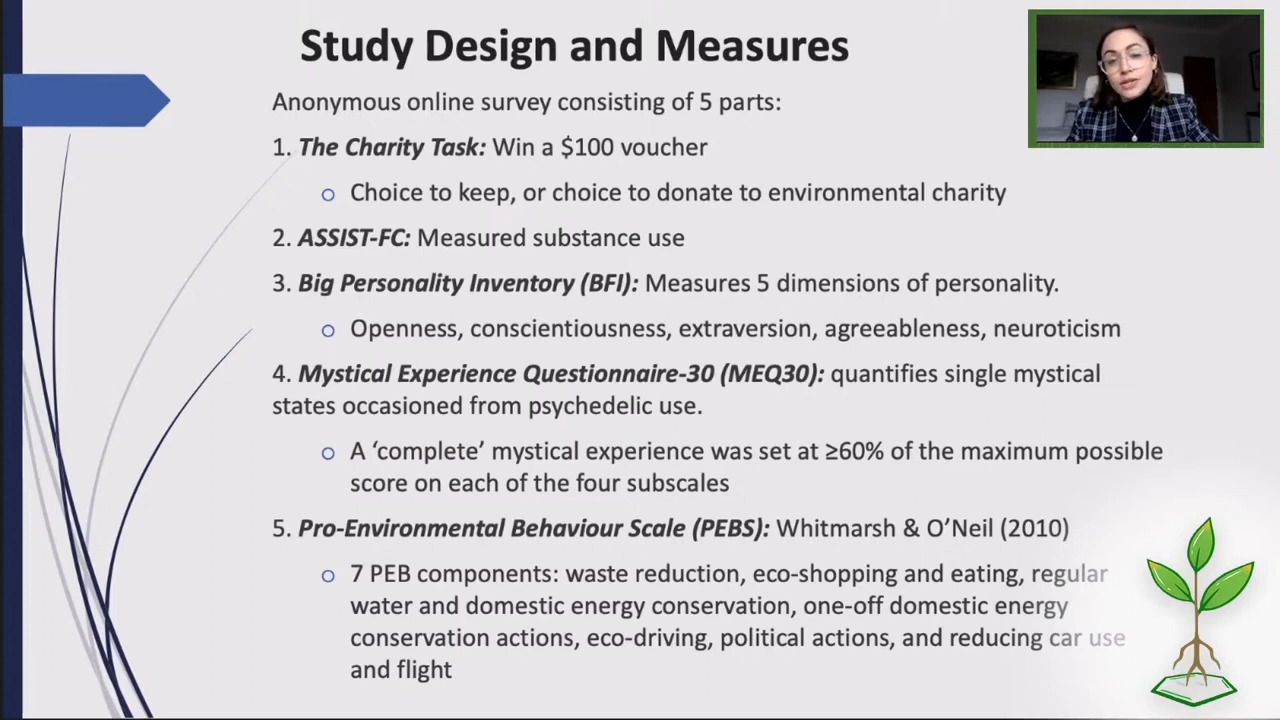 Study Design and Measures
Anonymous online survey consisting of 5 parts:
1. The Charity Task: Win a $100 voucher
o Choice to keep, or choice to donate to environmental charity
2. ASSIST-FC: Measured substance use
3. Big Personality Inventory (BFI): Measures 5 dimensions of personality.
o Openness, conscientiousness, extraversion, agreeableness, neuroticism
4. Mystical Experience Questionnaire-30 (MEQ30): quantifies single mystical
states occasioned from psychedelic use.
o A ‘complete’ mystical experience was set at ≥60% of the maximum possible
score on each of the four subscales
5. Pro-Environmental Behaviour Scale (PEBS): Whitmarsh & O’Neil (2010)
o 7 PEB components: waste reduction, eco-shopping and eating, regular
water and domestic energy conservation, one-off domestic energy
conservation actions, eco-driving, political actions, and reducing car use
and flight